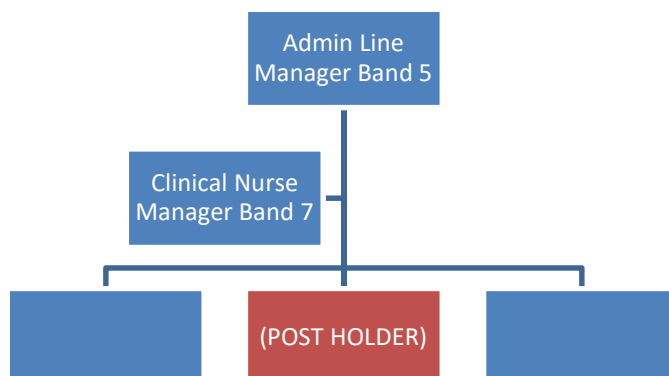 Admin Line
Manager Band 5
Clinical Nurse
Manager Band 7
(POST HOLDER)